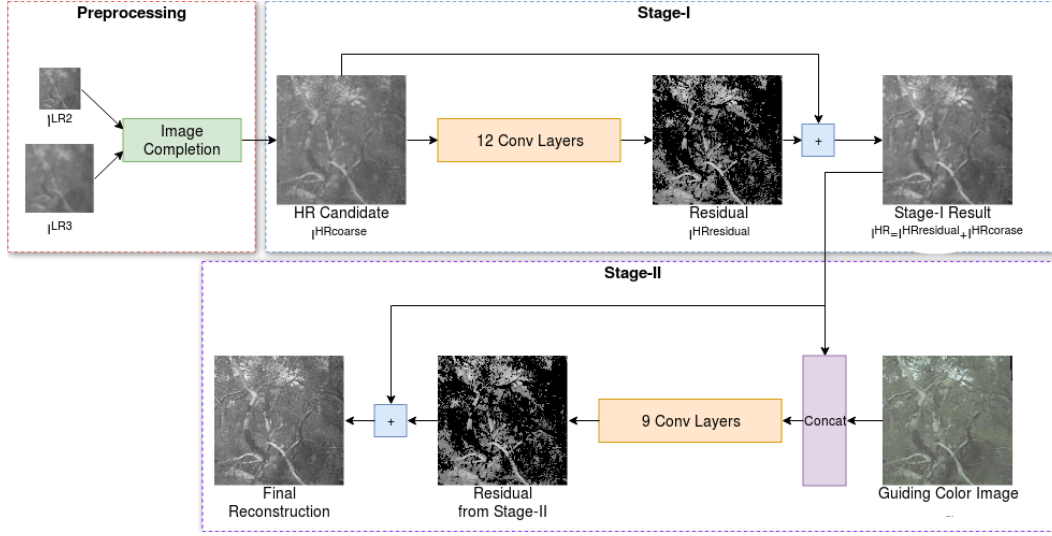 Preprocessing
I^LR2
I^LR3
Image
Completion
Stage-I
HR Candidate
I^HRcoarse
12 Conv Layers
Residual
I^HRresidual
+
Stage-I Result
I^HR=I^HRresidual+I^HRcorase
Stage-II
Final
Reconstruction
+
Residual
from Stage-II
9 Conv Layers
Concat
Guiding Color Image